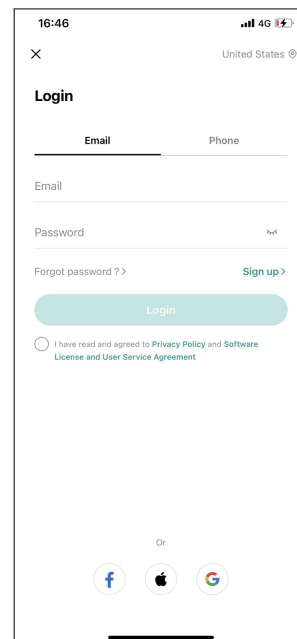 16:46
4G
United States
Login
Email
Phone
Email
Password
Forgot password ? >
Sign up >
Login
I have read and agreed to Privacy Policy and Software
License and User Service Agreement
Or